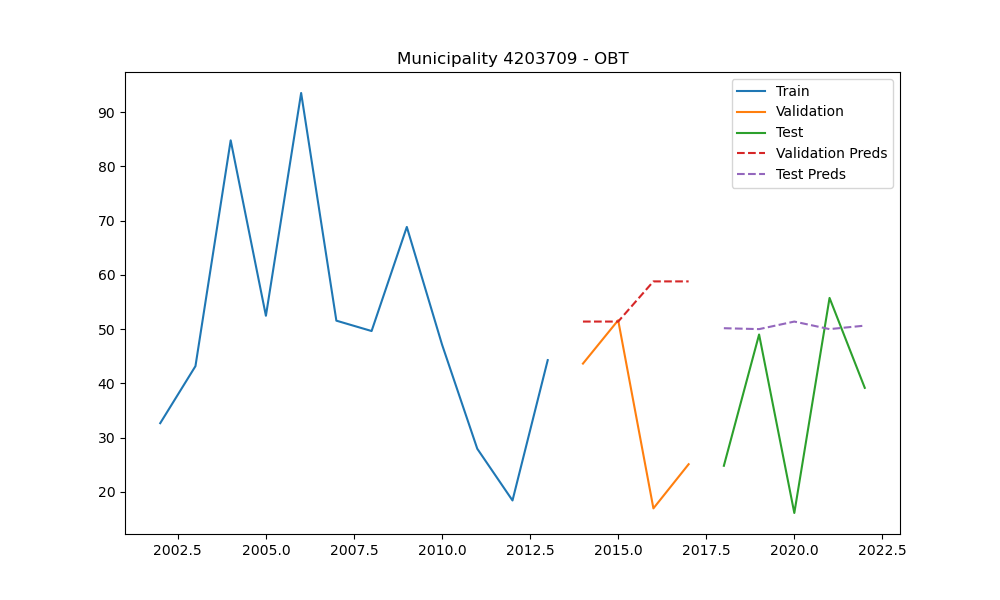 Municipality 4203709 - OBT
Train
Validation
Test
Validation Preds
Test Preds
90
80
70
60
50
40
30
20
2002.5 2005.0 2007.5 2010.0 2012.5 2015.0 2017.5 2020.0 2022.5